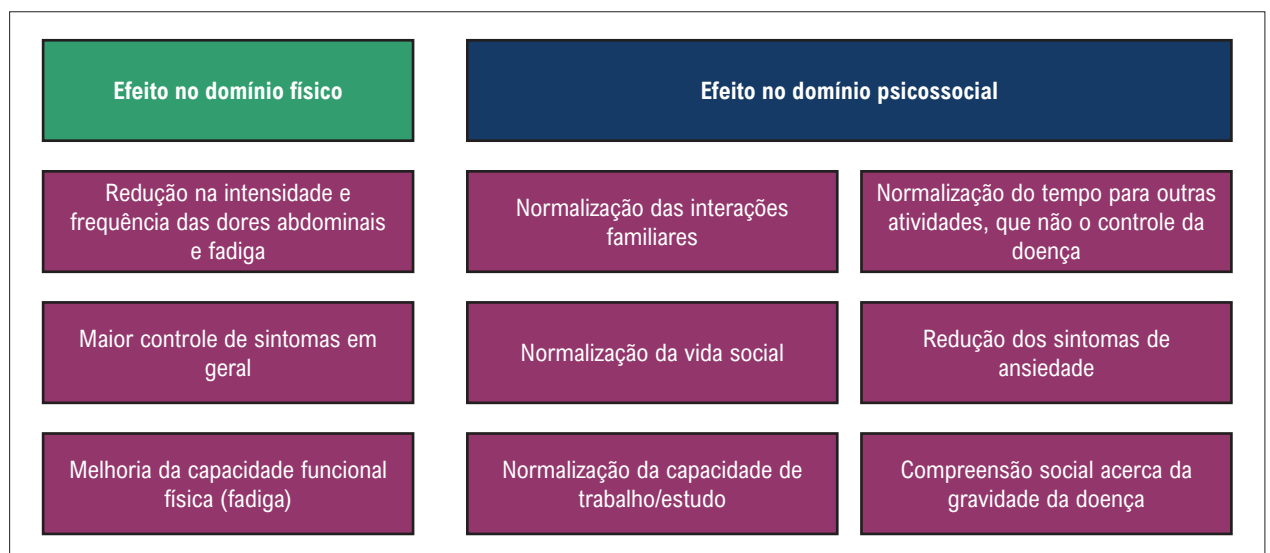 Efeito no domínio físico
Efeito no domínio psicossocial
Redução na intensidade e
frequência das dores abdominais
e fadiga
Normalização das interações
familiares
Normalização do tempo para outras
atividades, que não o controle da
doença
Maior controle de sintomas em
geral
Normalização da vida social
Redução dos sintomas de
ansiedade
Melhoria da capacidade funcional
física (fadiga)
Normalização da capacidade de
trabalho/estudo
Compreensão social acerca da
gravidade da doença